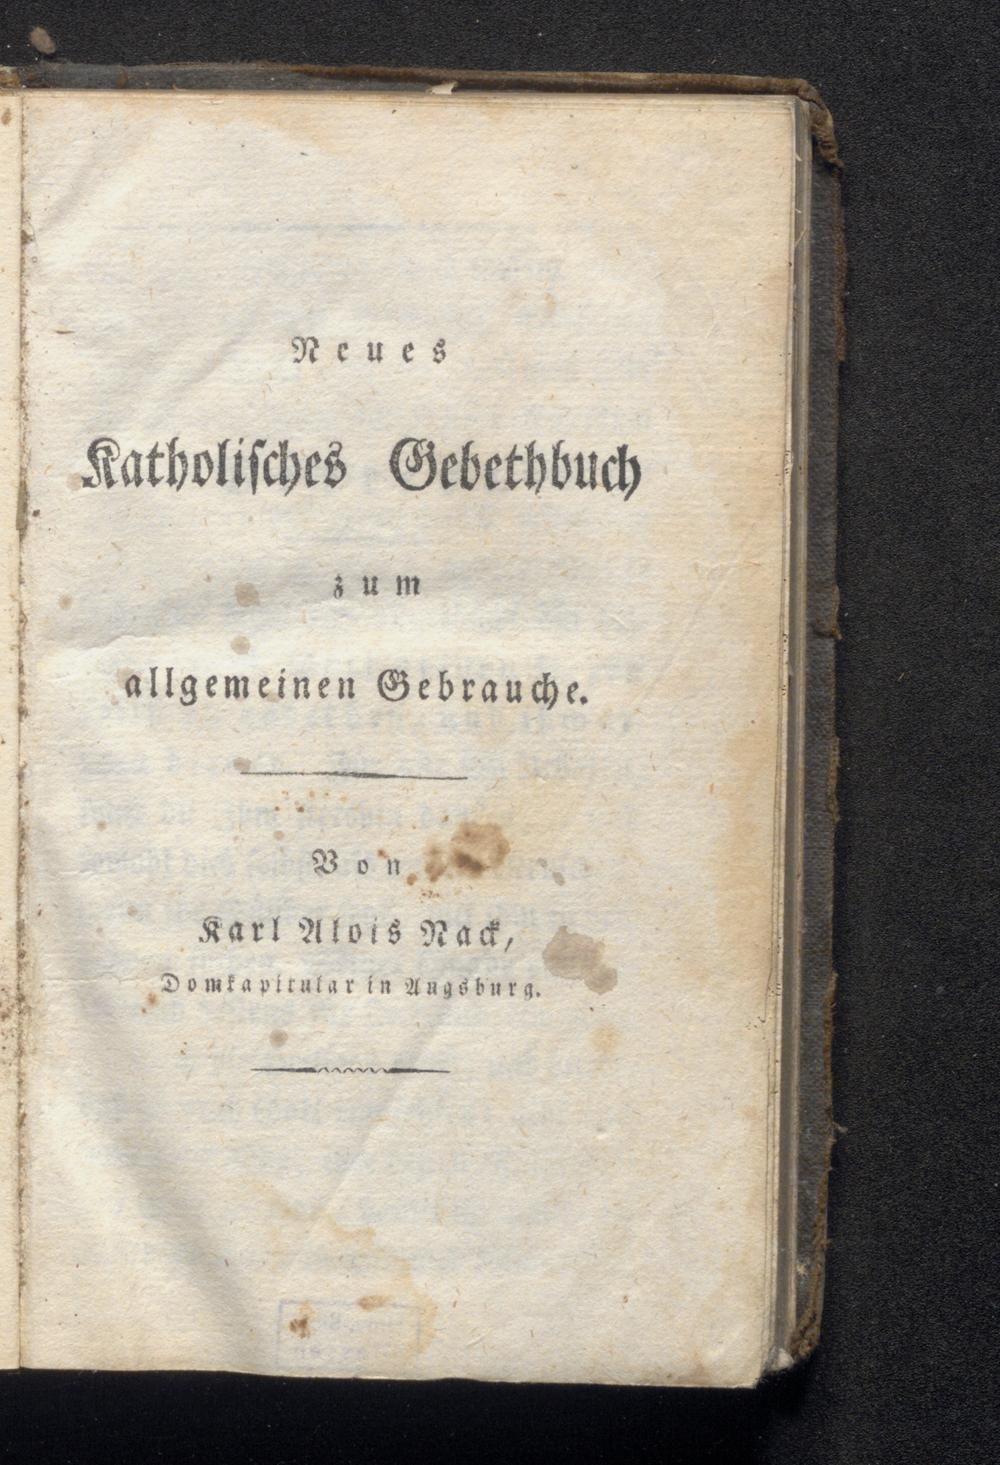 Neues
Katholiſches Gebethbuch
zum
allgemeinen Gebrauche.
Von
Karl Alois Nack,
Domkapitular in Augsburg.